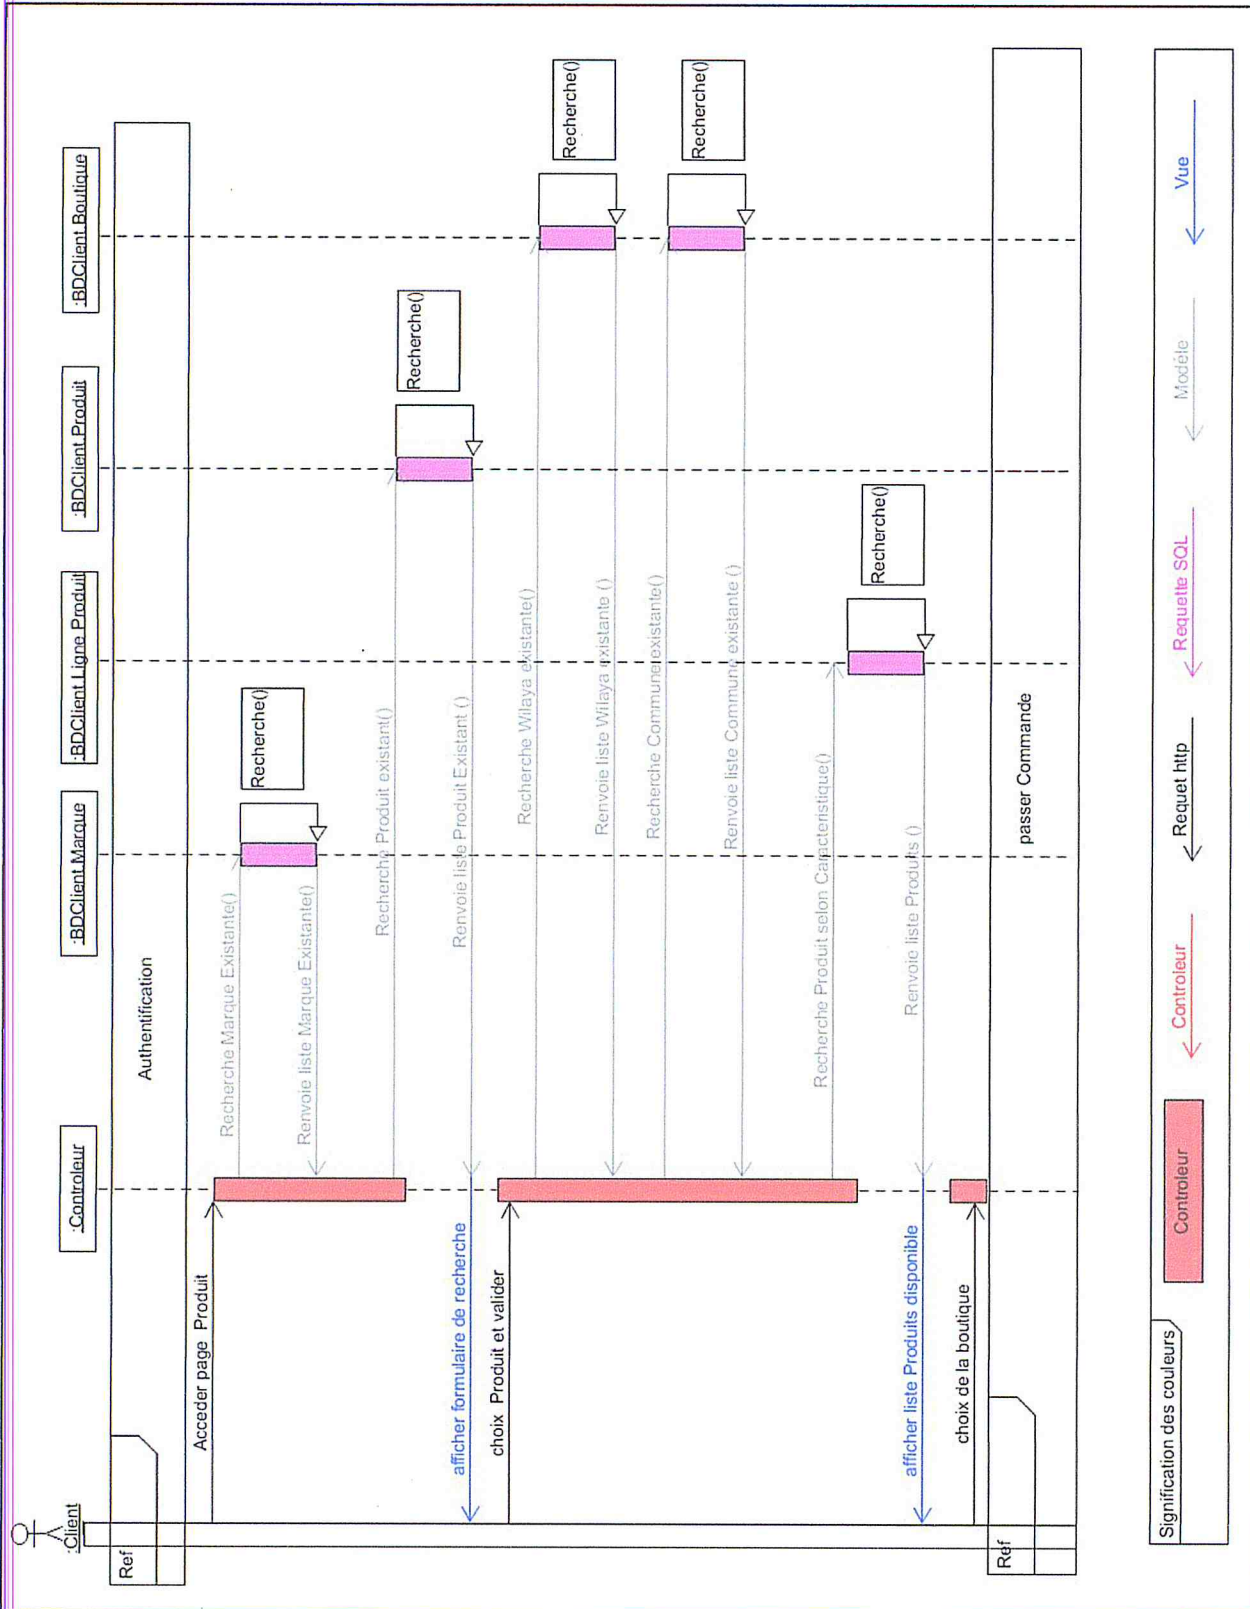 :Client
:Controleur
:BDClient.Marque
:BDClient.Ligne Produit
:BDClient.Produit
:BDClient.Boutique
Ref
Authentification
Acceder page Produit
Recherche Marque Existante()
Recherche()
Renvoie liste Marque Existante()
Recherche Produit existant()
Recherche()
Renvoie liste Produit Existant ()
afficher formulaire de recherche
choix Produit et valider
Recherche Wilaya existante()
Recherche()
Renvoie liste Wilaya existante ()
Recherche Commune existante()
Recherche()
Renvoie liste Commune existante ()
Recherche Produit selon Caracteristique()
Recherche()
Renvoie liste Produits ()
afficher liste Produits disponible
choix de la boutique
Ref
passer Commande
Signification des couleurs
Controleur
Controleur
Requet http
Requette SQL
Modéle
Vue